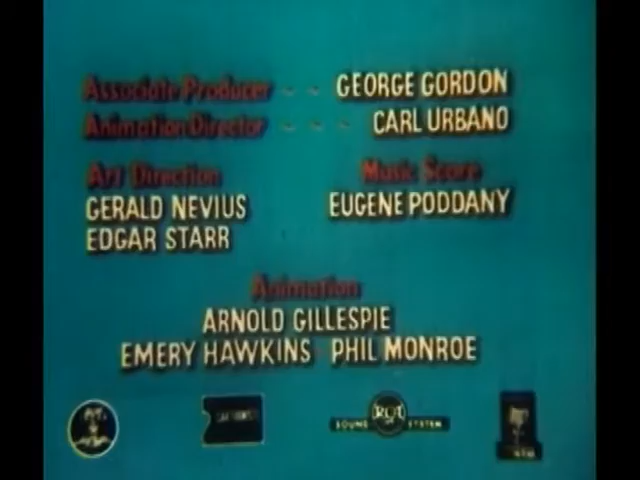 Associate Producer - - GEORGE GORDON
Animation Director - - - CARL URBANO
Art Direction
GERALD NEVIUS
EDGAR STARR
Music Score
EUGENE PODDANY
Animation
ARNOLD GILLESPIE
EMERY HAWKINS PHIL MONROE
RCA
SOUND SYSTEM